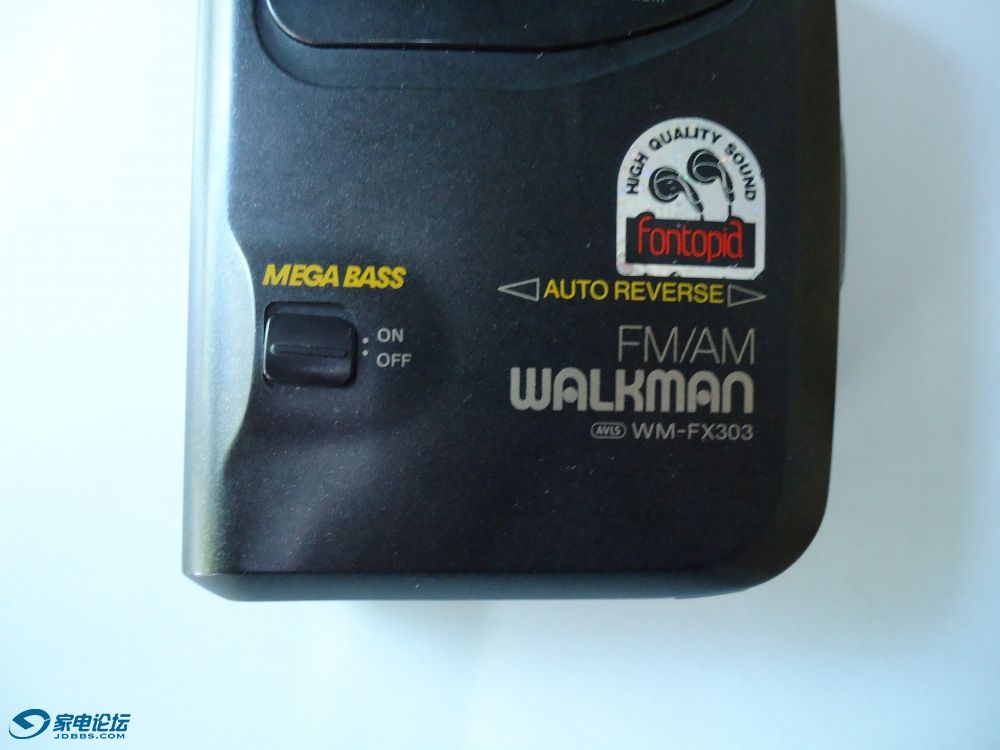 HIGH QUALITY SOUND
fontopia
MEGA BASS
AUTO REVERSE
ON
OFF
FM/AM
WALKMAN
AVLS WM-FX303
家电论坛
JDBBS.COM